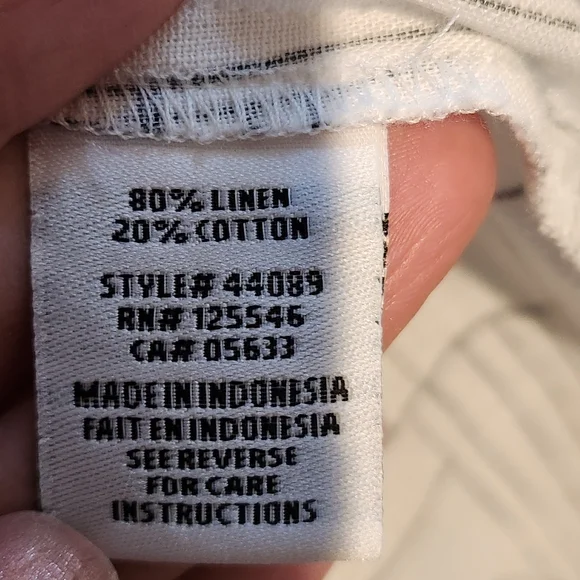 80% LINEN
20% COTTON
STYLE# 44089
RN# 125546
CA# 05633
MADE IN INDONESIA
FAIT EN INDONESIA
SEE REVERSE
FOR CARE
INSTRUCTIONS